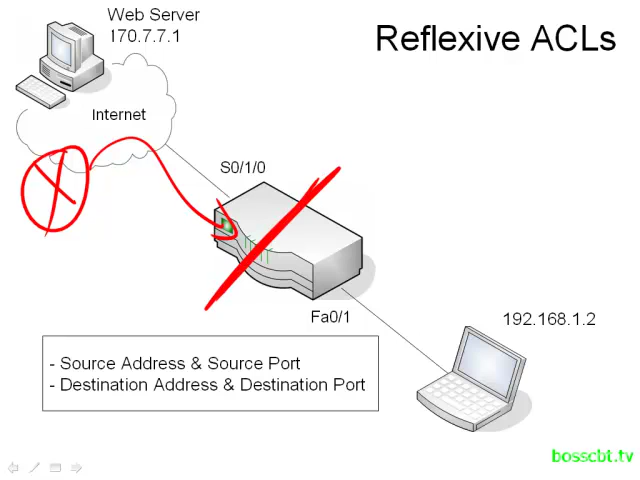 Web Server
170.7.7.1
Reflexive ACLs
Internet
S0/1/0
Fa0/1
192.168.1.2
- Source Address & Source Port
- Destination Address & Destination Port
bosscbt.tv